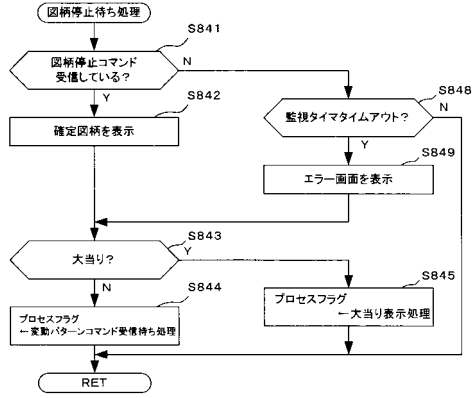 図柄停止待ち処理
S841
図柄停止コマンド
受信している?
N
Y
S842
確定図柄を表示
S848
監視タイマタイムアウト?
N
Y
S849
エラー画面を表示
S843
大当り?
Y
N
S844
プロセスフラグ
←変動パターンコマンド受信待ち処理
S845
プロセスフラグ
←大当り表示処理
RET